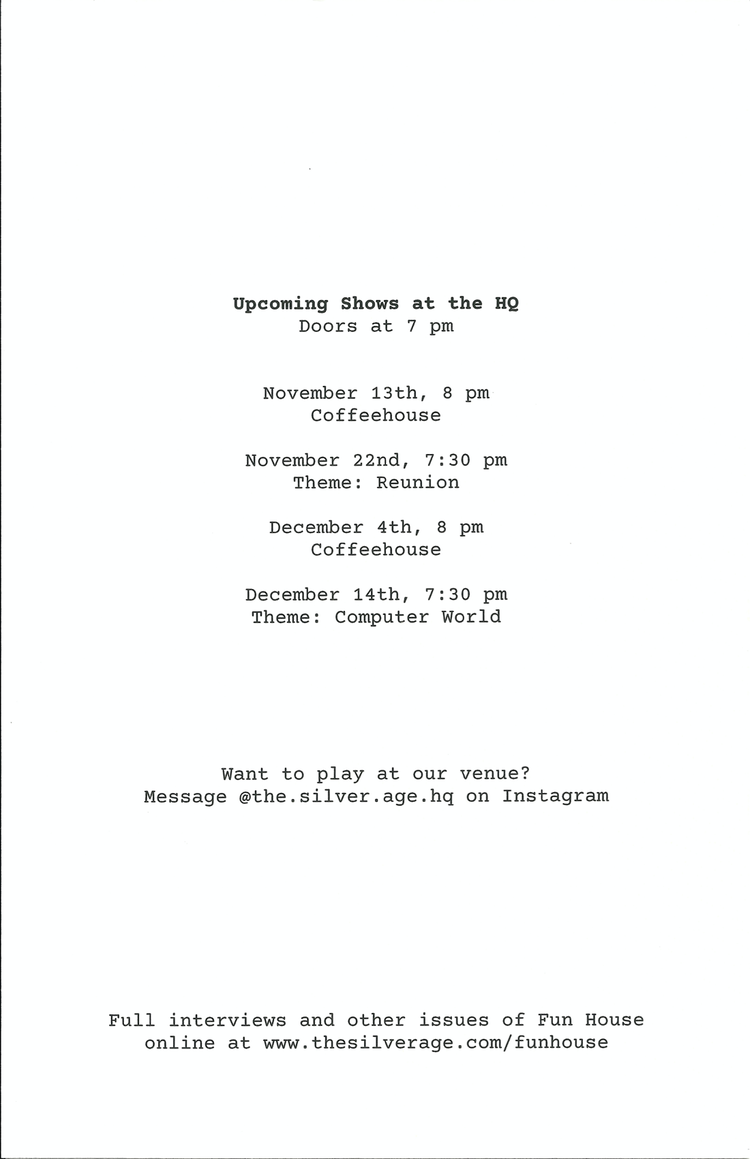 Upcoming Shows at the HQ
Doors at 7 pm
November 13th, 8 pm
Coffeehouse
November 22nd, 7:30 pm
Theme: Reunion
December 4th, 8 pm
Coffeehouse
December 14th, 7:30 pm
Theme: Computer World
Want to play at our venue?
Message @the.silver.age.hq on Instagram
Full interviews and other issues of Fun House
online at www.thesilverage.com/funhouse